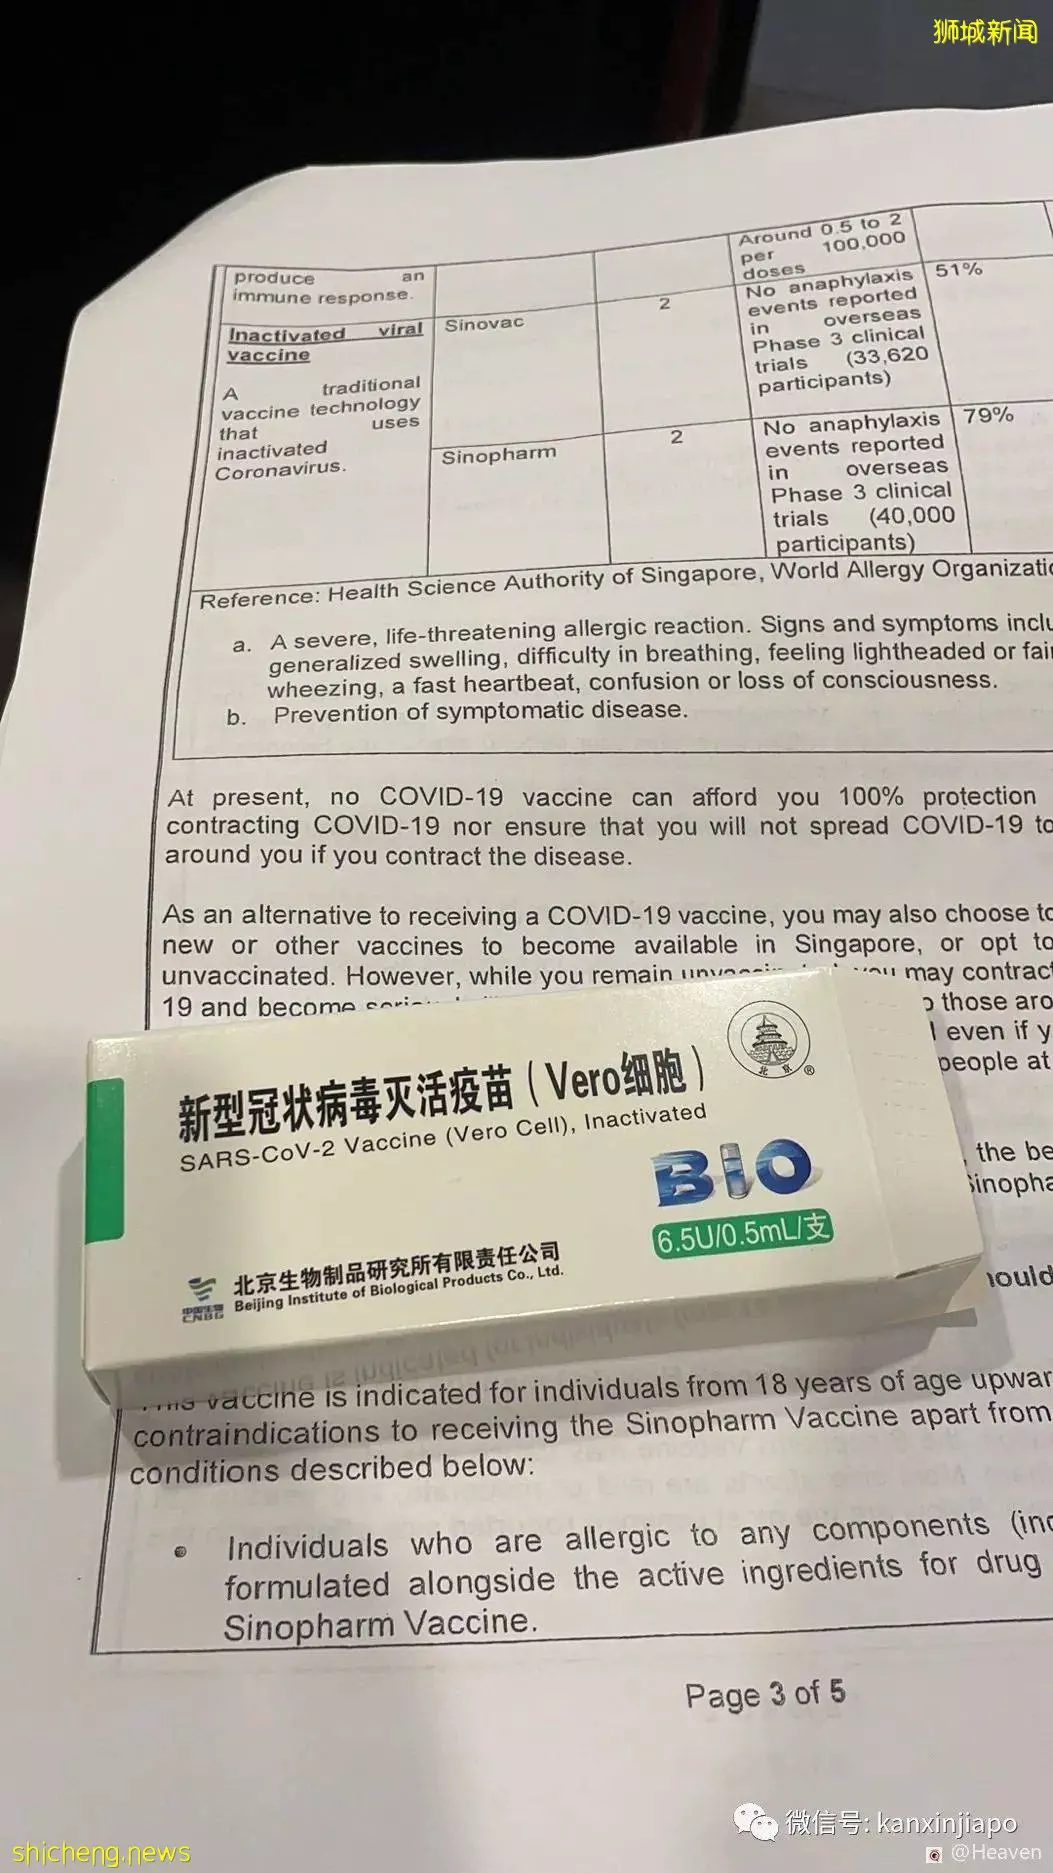 狮城新闻
Around 0.5 to 2
per 100,000
doses
produce an
immune response.
Inactivated viral
vaccine
A traditional
vaccine technology
that uses
inactivated
Coronavirus.
Sinovac
2
No anaphylaxis
events reported
in overseas
Phase 3 clinical
trials (33,620
participants)
51%
Sinopharm
2
No anaphylaxis
events reported
in overseas
Phase 3 clinical
trials (40,000
participants)
79%
Reference: Health Science Authority of Singapore, World Allergy Organizatio
a. A severe, life-threatening allergic reaction. Signs and symptoms inclu
generalized swelling, difficulty in breathing, feeling lightheaded or fai
wheezing, a fast heartbeat, confusion or loss of consciousness.
b. Prevention of symptomatic disease.
At present, no COVID-19 vaccine can afford you 100% protection
contracting COVID-19 nor ensure that you will not spread COVID-19 to
around you if you contract the disease.
As an alternative to receiving a COVID-19 vaccine, you may also choose to
new or other vaccines to become available in Singapore, or opt to
unvaccinated. However, while you remain you may contract
19 and become those aro
even if y
people at
the be
Sinopha
hould
新型冠状病毒灭活疫苗(Vero细胞)
SARS-CoV-2 Vaccine (Vero Cell), Inactivated
北京®
BIO
6.5U/0.5mL/支
中国生物
CNBG
北京生物制品研究所有限责任公司
Beijing Institute of Biological Products Co., Ltd.
This vaccine is indicated for individuals from 18 years of age upwar
contraindications to receiving the Sinopharm Vaccine apart from
conditions described below:
• Individuals who are allergic to any components (inc
formulated alongside the active ingredients for drug
Sinopharm Vaccine.
Page 3 of 5
微信号: kanxinjiapo
shicheng.news
@Heaven